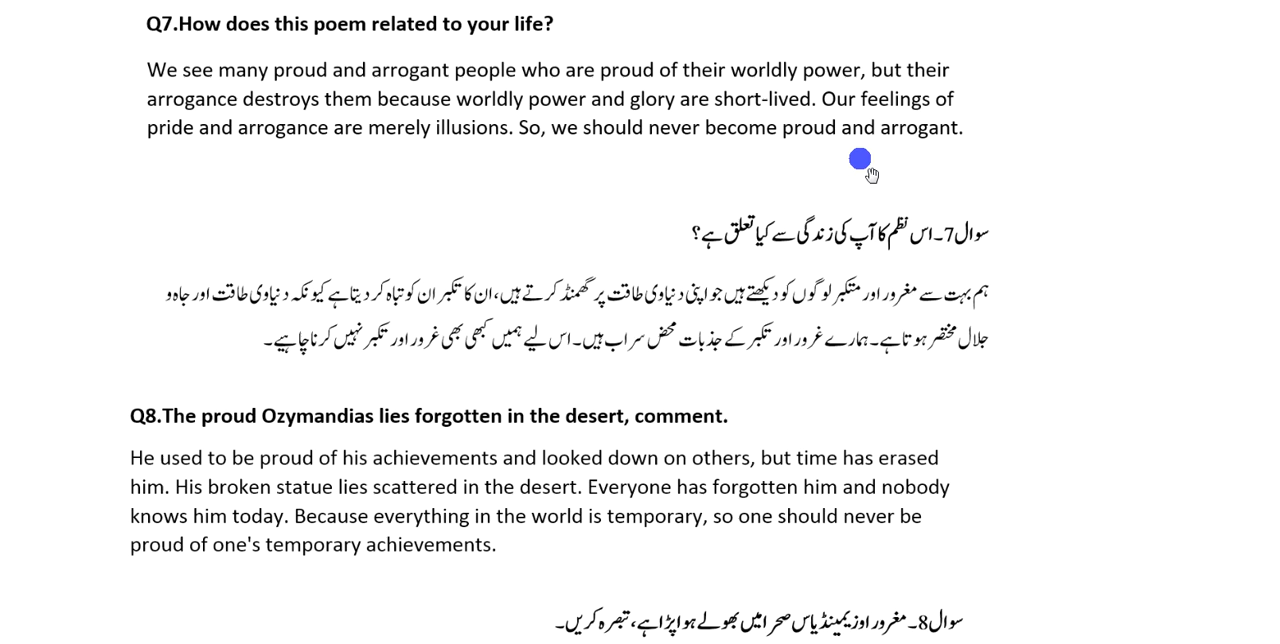 Q7.How does this poem related to your life?
We see many proud and arrogant people who are proud of their worldly power, but their
arrogance destroys them because worldly power and glory are short-lived. Our feelings of
pride and arrogance are merely illusions. So, we should never become proud and arrogant.
سوال7۔اس نظم کا آپ کی زندگی سے کیا تعلق ہے؟
ہم بہت سے مغرور اور متکبر لوگوں کو دیکھتے ہیں جو اپنی دنیاوی طاقت پر گھمنڈ کرتے ہیں، ان کا تکبر ان کو تباہ کر دیتا ہے کیونکہ دنیاوی طاقت اور جاہ و
جلال مختصر ہوتا ہے۔ ہمارے غرور اور تکبر کے جذبات محض سراب ہیں۔ اس لیے ہمیں کبھی بھی غرور اور تکبر نہیں کرنا چاہیے۔
Q8.The proud Ozymandias lies forgotten in the desert, comment.
He used to be proud of his achievements and looked down on others, but time has erased
him. His broken statue lies scattered in the desert. Everyone has forgotten him and nobody
knows him today. Because everything in the world is temporary, so one should never be
proud of one's temporary achievements.
سوال8۔ مغرور اوزیمینڈیاس صحرا میں بھولے ہوا پڑا ہے، تبصرہ کریں۔